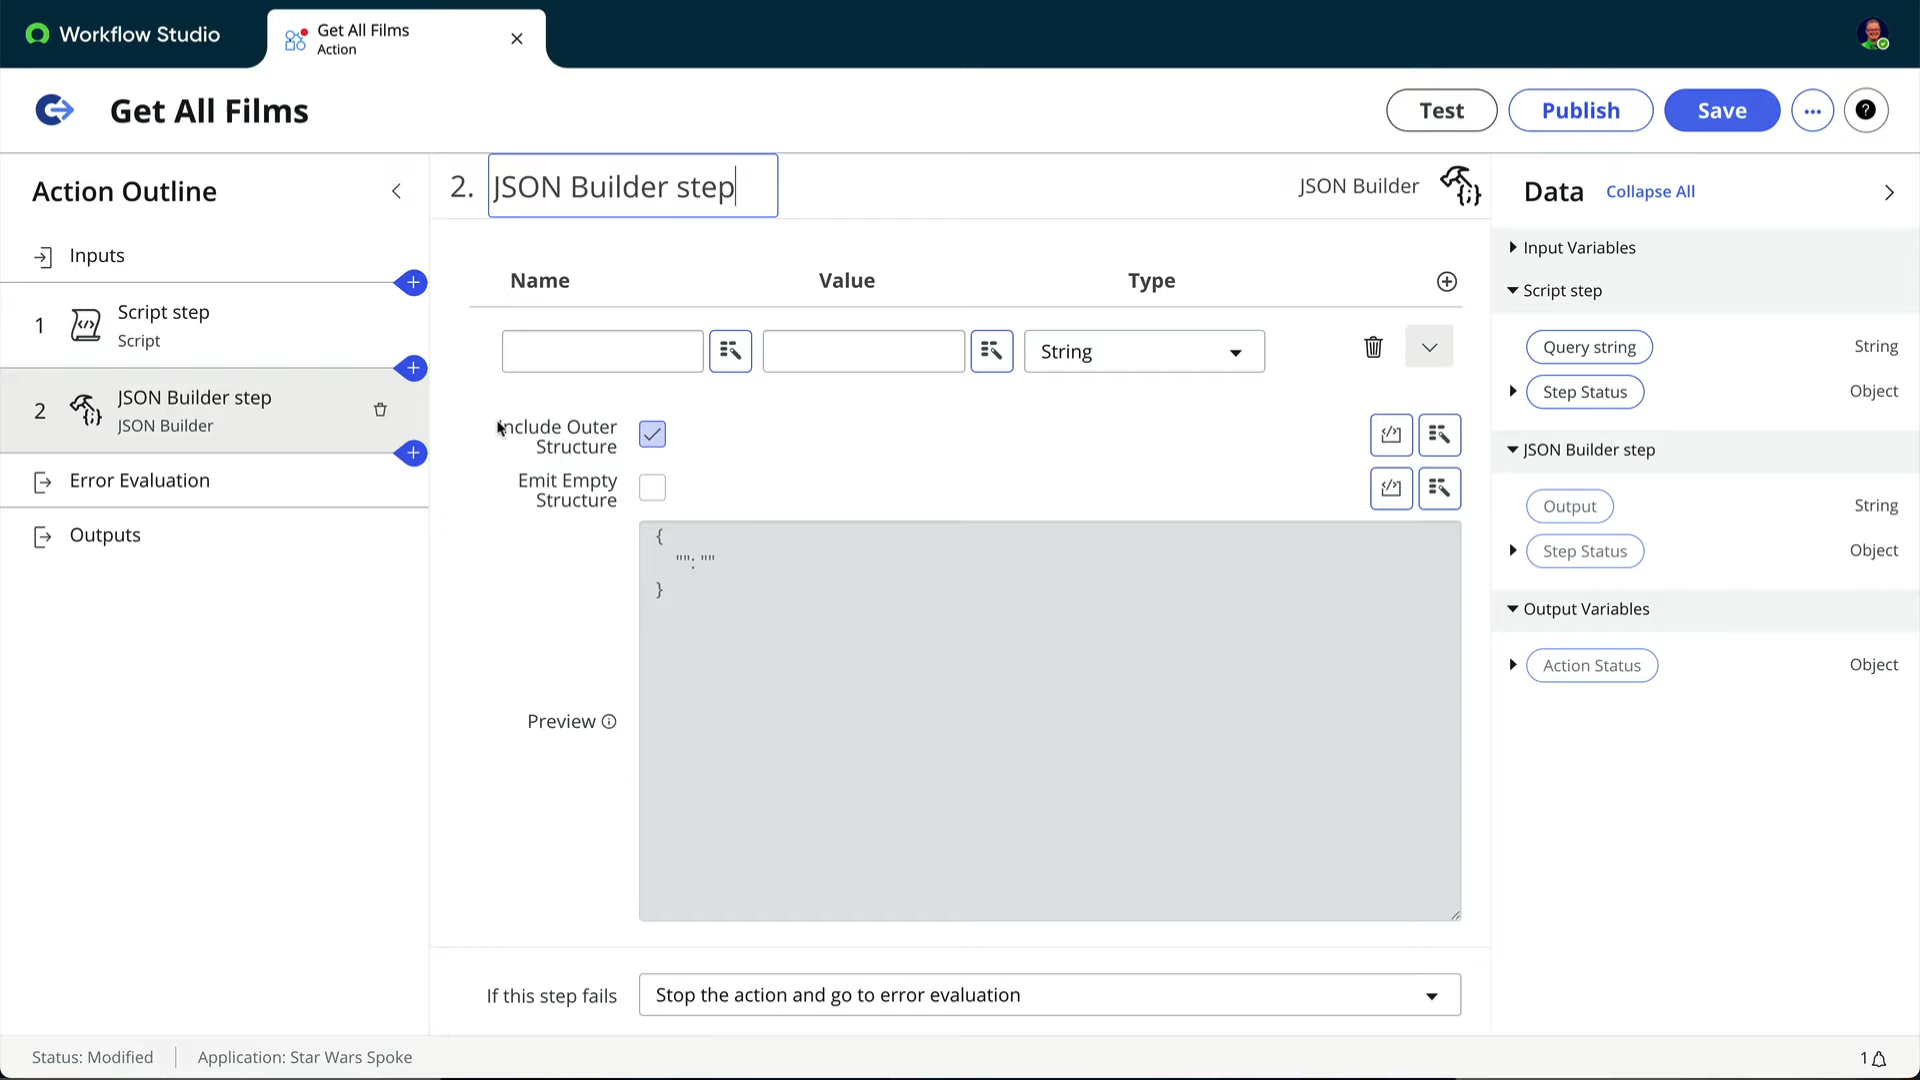 Workflow Studio
Get All Films
Action
Get All Films
Test
Publish
Save
Action Outline
Inputs
1
Script step
Script
2
JSON Builder step
JSON Builder
Error Evaluation
Outputs
2.
JSON Builder step
JSON Builder
Name
Value
Type
String
Include Outer
Structure
Emit Empty
Structure
{
"": ""
}
Preview
If this step fails
Stop the action and go to error evaluation
Data
Collapse All
Input Variables
Script step
Query string
String
Step Status
Object
JSON Builder step
Output
String
Step Status
Object
Output Variables
Action Status
Object
Status: Modified
Application: Star Wars Spoke
1